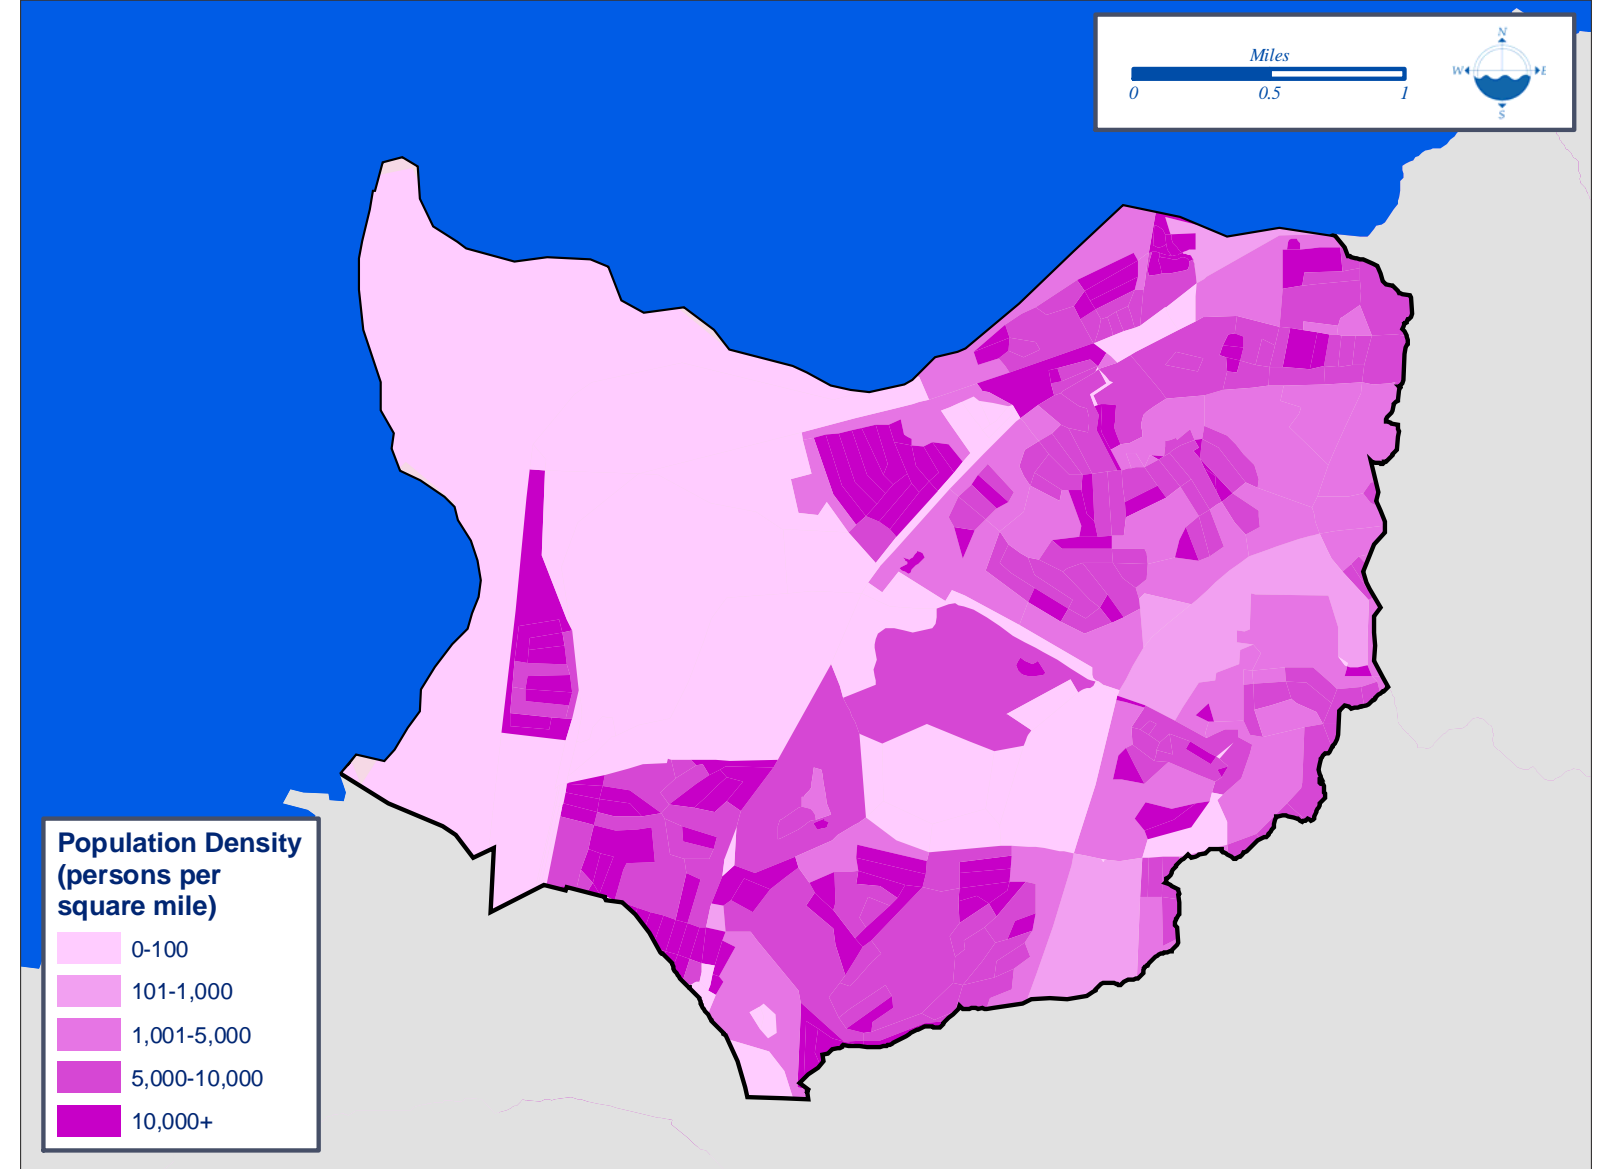 Miles
0 0.5 1
N
W E
S
Population Density
(persons per
square mile)
0-100
101-1,000
1,001-5,000
5,000-10,000
10,000+